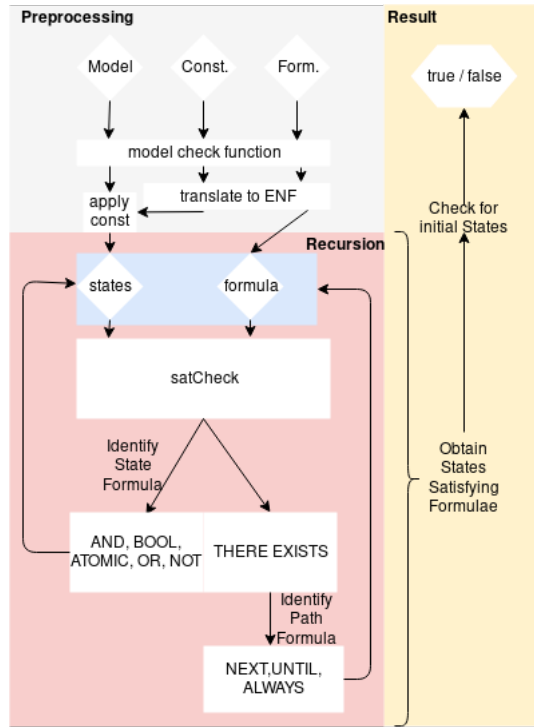 Preprocessing
Result
Model
Const.
Form.
true / false
model check function
apply
const
translate to ENF
Check for
initial States
Recursion
states
formula
satCheck
Identify
State
Formula
Obtain
States
Satisfying
Formulae
AND, BOOL,
ATOMIC, OR, NOT
THERE EXISTS
Identify
Path
Formula
NEXT,UNTIL,
ALWAYS